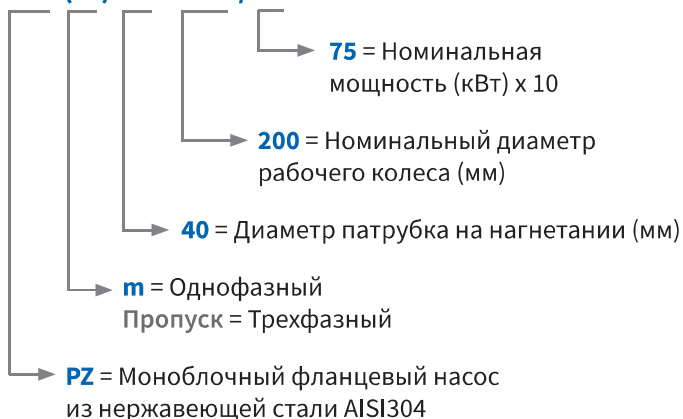 75 = Номинальная
мощность (кВт) x 10
200 = Номинальный диаметр
рабочего колеса (мм)
40 = Диаметр патрубка на нагнетании (мм)
m = Однофазный
Пропуск = Трехфазный
PZ = Моноблочный фланцевый насос
из нержавеющей стали AISI304